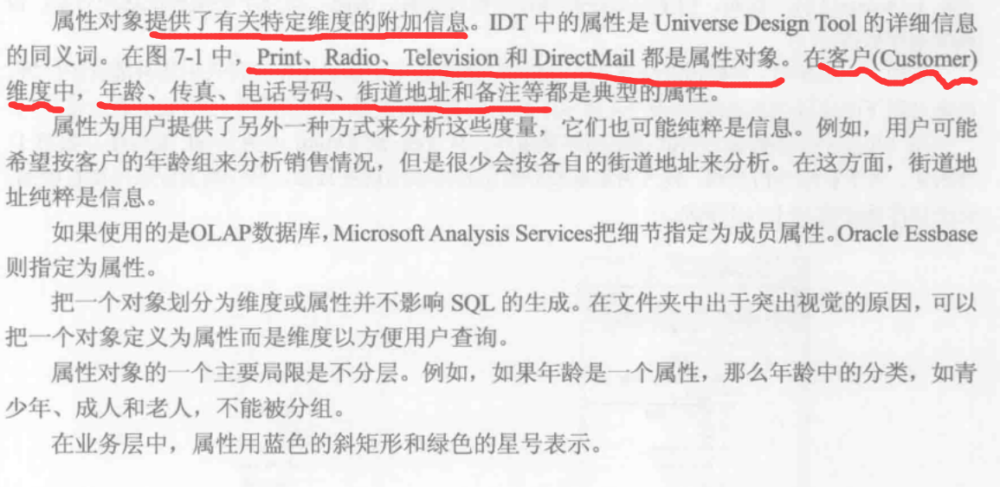 属性对象提供了有关特定维度的附加信息。IDT 中的属性是 Universe Design Tool 的详细信息
的同义词。在图 7-1 中，Print、Radio、Television 和 DirectMail 都是属性对象。在客户(Customer)
维度中，年龄、传真、电话号码、街道地址和备注等都是典型的属性。
属性为用户提供了另外一种方式来分析这些度量，它们也可能纯粹是信息。例如，用户可能
希望按客户的年龄组来分析销售情况，但是很少会按各自的街道地址来分析。在这方面，街道地
址纯粹是信息。
如果使用的是OLAP数据库，Microsoft Analysis Services把细节指定为成员属性。Oracle Essbase
则指定为属性。
把一个对象划分为维度或属性并不影响 SQL 的生成。在文件夹中出于突出视觉的原因，可以
把一个对象定义为属性而是维度以方便用户查询。
属性对象的一个主要局限是不分层。例如，如果年龄是一个属性，那么年龄中的分类，如青
少年、成人和老人，不能被分组。
在业务层中，属性用蓝色的斜矩形和绿色的星号表示。